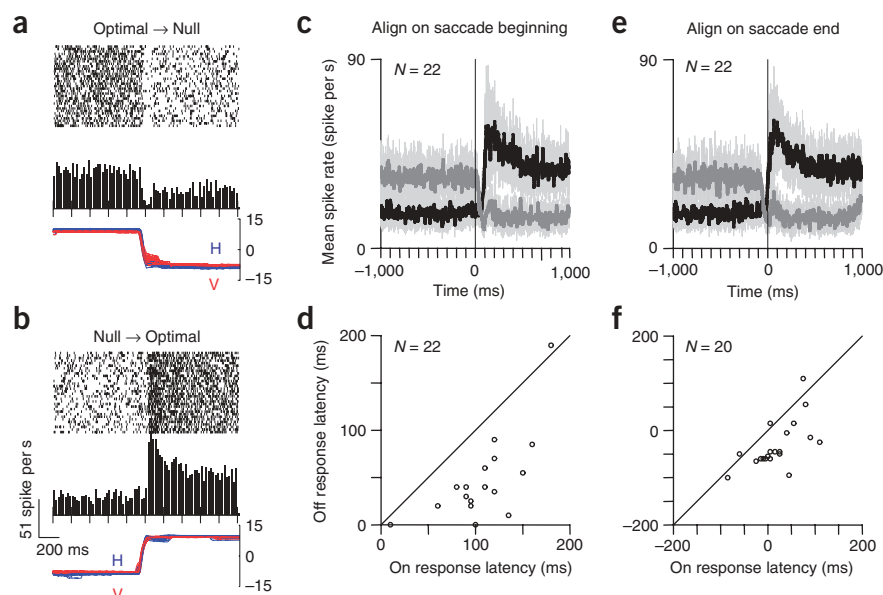 a
Optimal → Null
15
0
−15
H
V
b
Null → Optimal
51 spike per s
200 ms
15
0
−15
H
V
c
Align on saccade beginning
Mean spike rate (spike per s)
90
0
N = 22
−1,000
0
1,000
Time (ms)
d
Off response latency (ms)
200
100
0
N = 22
0
100
200
On response latency (ms)
e
Align on saccade end
90
0
N = 22
−1,000
0
1,000
Time (ms)
f
200
0
−200
N = 20
−200
0
200
On response latency (ms)